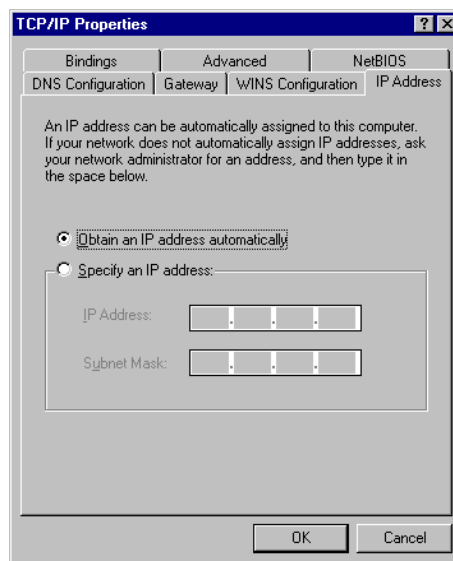 TCP/IP Properties
Bindings Advanced NetBIOS
DNS Configuration Gateway WINS Configuration IP Address
An IP address can be automatically assigned to this computer.
If your network does not automatically assign IP addresses, ask
your network administrator for an address, and then type it in
the space below.
Obtain an IP address automatically
Specify an IP address:
IP Address:
Subnet Mask:
OK Cancel